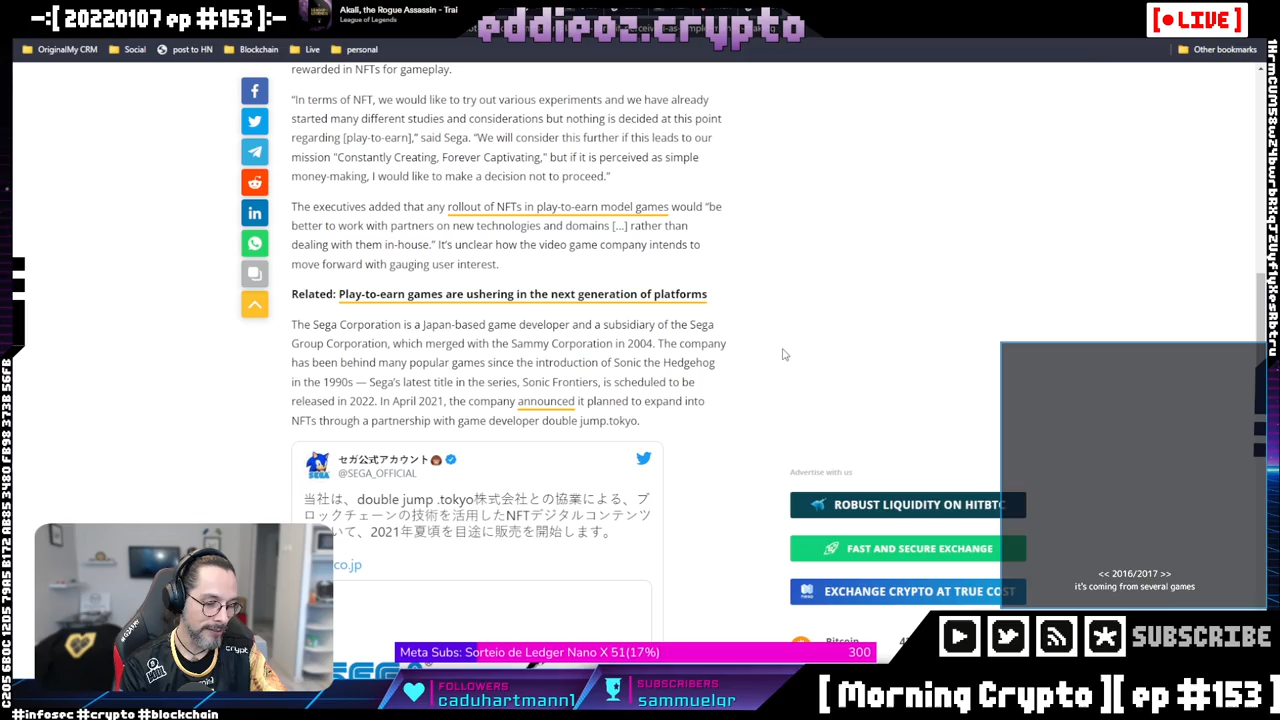 -:[ 20220107 ep #153 ]:-
Akali, the Rogue Assassin - Trai
League of Legends
eddieoz.crypto
[ • LIVE ]
OriginalMy CRM
Social
post to HN
Blockchain
Live
personal
Other bookmarks
rewarded in NFTs for gameplay.
“In terms of NFT, we would like to try out various experiments and we have already
started many different studies and considerations but nothing is decided at this point
regarding [play-to-earn],” said Sega. “We will consider this further if this leads to our
mission "Constantly Creating, Forever Captivating," but if it is perceived as simple
money-making, I would like to make a decision not to proceed.”
The executives added that any rollout of NFTs in play-to-earn model games would “be
better to work with partners on new technologies and domains [...] rather than
dealing with them in-house.” It’s unclear how the video game company intends to
move forward with gauging user interest.
Related: Play-to-earn games are ushering in the next generation of platforms
The Sega Corporation is a Japan-based game developer and a subsidiary of the Sega
Group Corporation, which merged with the Sammy Corporation in 2004. The company
has been behind many popular games since the introduction of Sonic the Hedgehog
in the 1990s — Sega’s latest title in the series, Sonic Frontiers, is scheduled to be
released in 2022. In April 2021, the company announced it planned to expand into
NFTs through a partnership with game developer double jump.tokyo.
セガ公式アカウント
@SEGA_OFFICIAL
当社は、double jump .tokyo株式会社との協業による、ブ
ロックチェーンの技術を活用したNFTデジタルコンテンツ
いて、2021年夏頃を目途に販売を開始します。
co.jp
Advertise with us
ROBUST LIQUIDITY ON HITBTC
FAST AND SECURE EXCHANGE
EXCHANGE CRYPTO AT TRUE COST
Bitcoin
<< 2016/2017 >>
it's coming from several games
Meta Subs: Sorteio de Ledger Nano X 51(17%)
300
SUBSCRIBE
FOLLOWERS
caduhartmann1
SUBSCRIBERS
sammuelgr
[ Morning Crypto ][ ep #153 ]
#infosec #crypto #blockchain